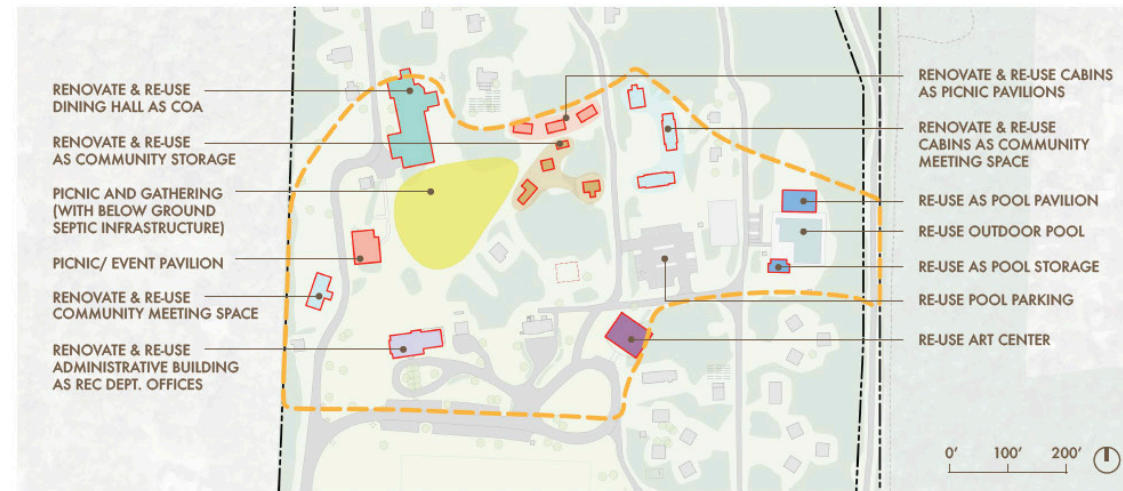 RENOVATE & RE-USE
DINING HALL AS COA
RENOVATE & RE-USE
AS COMMUNITY STORAGE
PICNIC AND GATHERING
(WITH BELOW GROUND
SEPTIC INFRASTRUCTURE)
PICNIC/ EVENT PAVILION
RENOVATE & RE-USE
COMMUNITY MEETING SPACE
RENOVATE & RE-USE
ADMINISTRATIVE BUILDING
AS REC DEPT. OFFICES
RENOVATE & RE-USE CABINS
AS PICNIC PAVILIONS
RENOVATE & RE-USE
CABINS AS COMMUNITY
MEETING SPACE
RE-USE AS POOL PAVILION
RE-USE OUTDOOR POOL
RE-USE AS POOL STORAGE
RE-USE POOL PARKING
RE-USE ART CENTER
0' 100' 200'